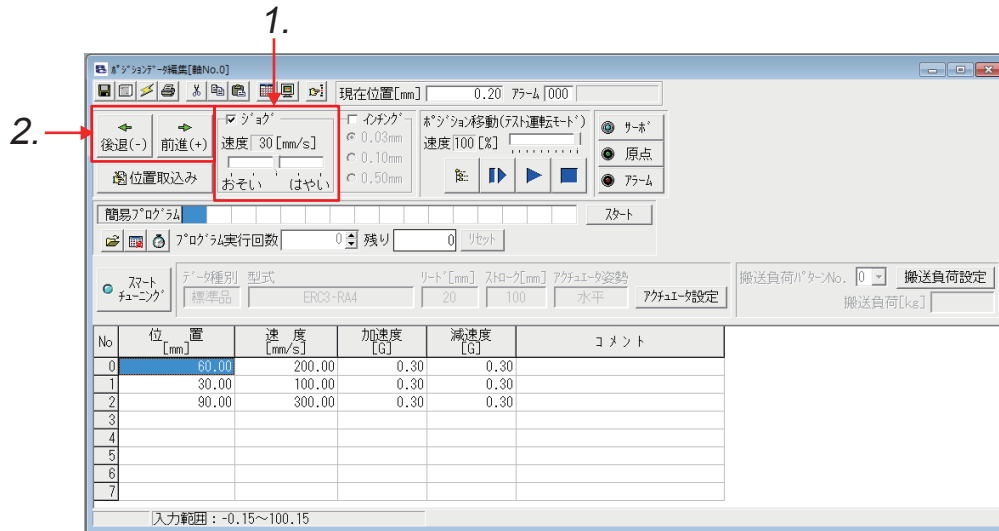 1.
2.
ﾎﾟｼﾞｼｮﾝﾃﾞｰﾀ編集[軸No.0]
現在位置[mm] 0.20 ｱﾗｰﾑ 000
後退(-) 前進(+)
位置取込み
ｼﾞｮｸﾞ
速度 30 [mm/s]
おそい はやい
ｲﾝﾁﾝｸﾞ
0.03mm
0.10mm
0.50mm
ﾎﾟｼﾞｼｮﾝ移動(ﾃｽﾄ運転ﾓｰﾄﾞ)
速度 100 [%]
ｻｰﾎﾞ
原点
ｱﾗｰﾑ
簡易ﾌﾟﾛｸﾞﾗﾑ ｽﾀｰﾄ
ﾌﾟﾛｸﾞﾗﾑ実行回数 0 残り 0 ﾘｾｯﾄ
ｽﾏｰﾄ
ﾁｭｰﾆﾝｸﾞ
ﾃﾞｰﾀ種別 型式 ﾘｰﾄﾞ[mm] ｽﾄﾛｰｸ[mm] ｱｸﾁｭｴｰﾀ姿勢
標準品 ERC3-RA4 20 100 水平 ｱｸﾁｭｴｰﾀ設定
搬送負荷ﾊﾟﾀｰﾝNo. 0 搬送負荷設定
搬送負荷[kg]
No 位 置 [mm] 速 度 [mm/s] 加速度 [G] 減速度 [G] コメント
0 60.00 200.00 0.30 0.30
1 30.00 100.00 0.30 0.30
2 90.00 300.00 0.30 0.30
3
4
5
6
7
入力範囲：-0.15～100.15